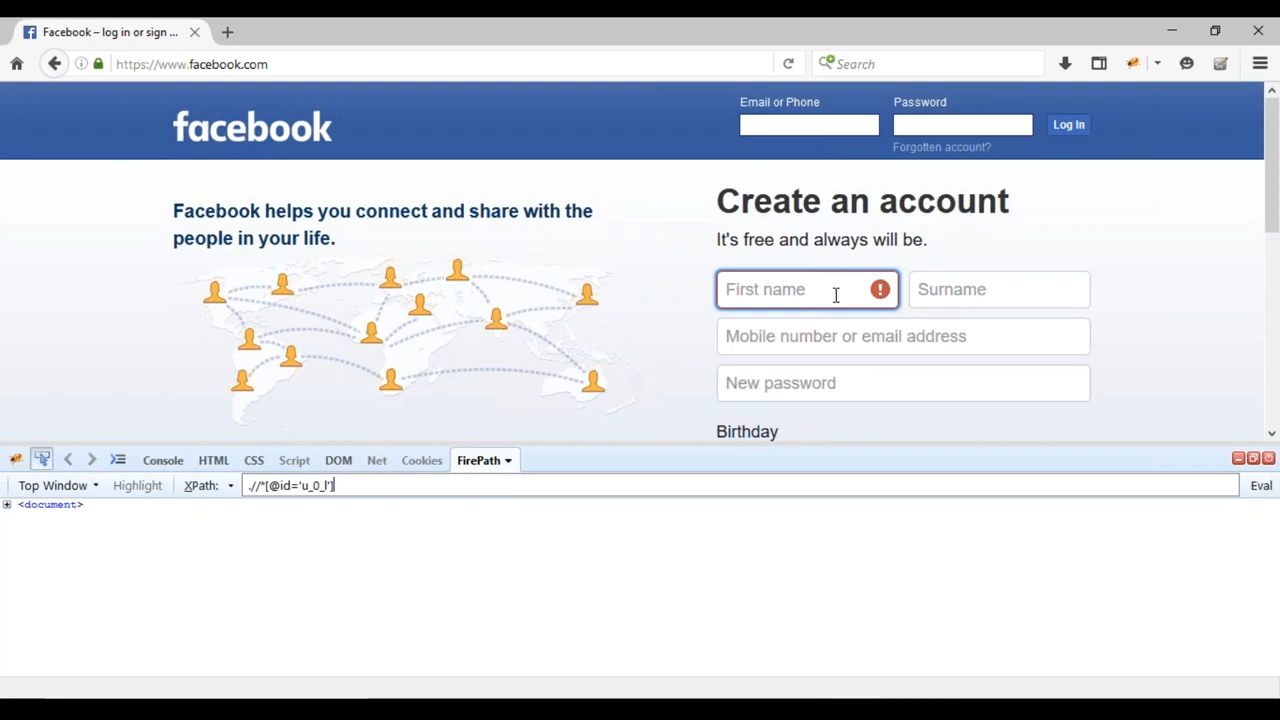 Facebook – log in or sign ...
https://www.facebook.com
Search
facebook
Email or Phone
Password
Log In
Forgotten account?
Facebook helps you connect and share with the
people in your life.
Create an account
It's free and always will be.
First name
Surname
Mobile number or email address
New password
Birthday
Console HTML CSS Script DOM Net Cookies FirePath
Top Window Highlight XPath: .//*[@id='u_0_l'] Eval
<document>